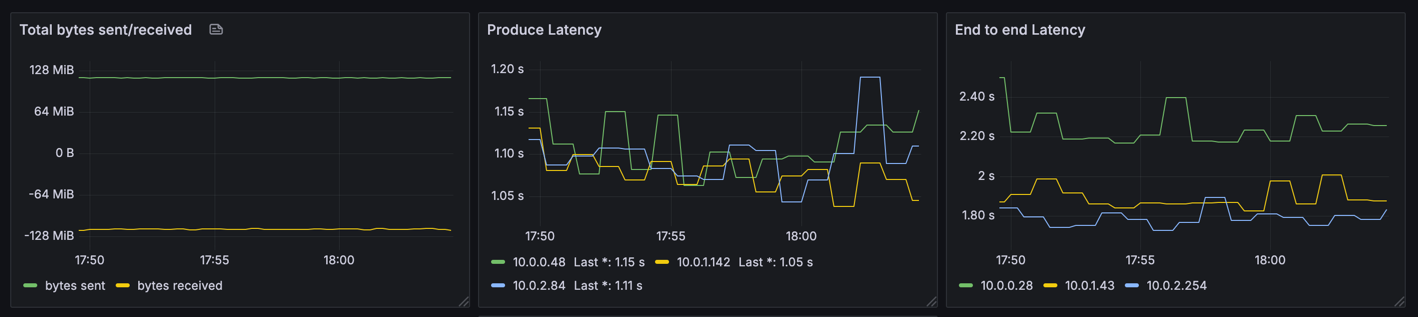 Total bytes sent/received
128 MiB
64 MiB
0 B
-64 MiB
-128 MiB
17:50 17:55 18:00
bytes sent bytes received
Produce Latency
1.20 s
1.15 s
1.10 s
1.05 s
17:50 17:55 18:00
10.0.0.48 Last *: 1.15 s 10.0.1.142 Last *: 1.05 s
10.0.2.84 Last *: 1.11 s
End to end Latency
2.40 s
2.20 s
2 s
1.80 s
17:50 17:55 18:00
10.0.0.28 10.0.1.43 10.0.2.254